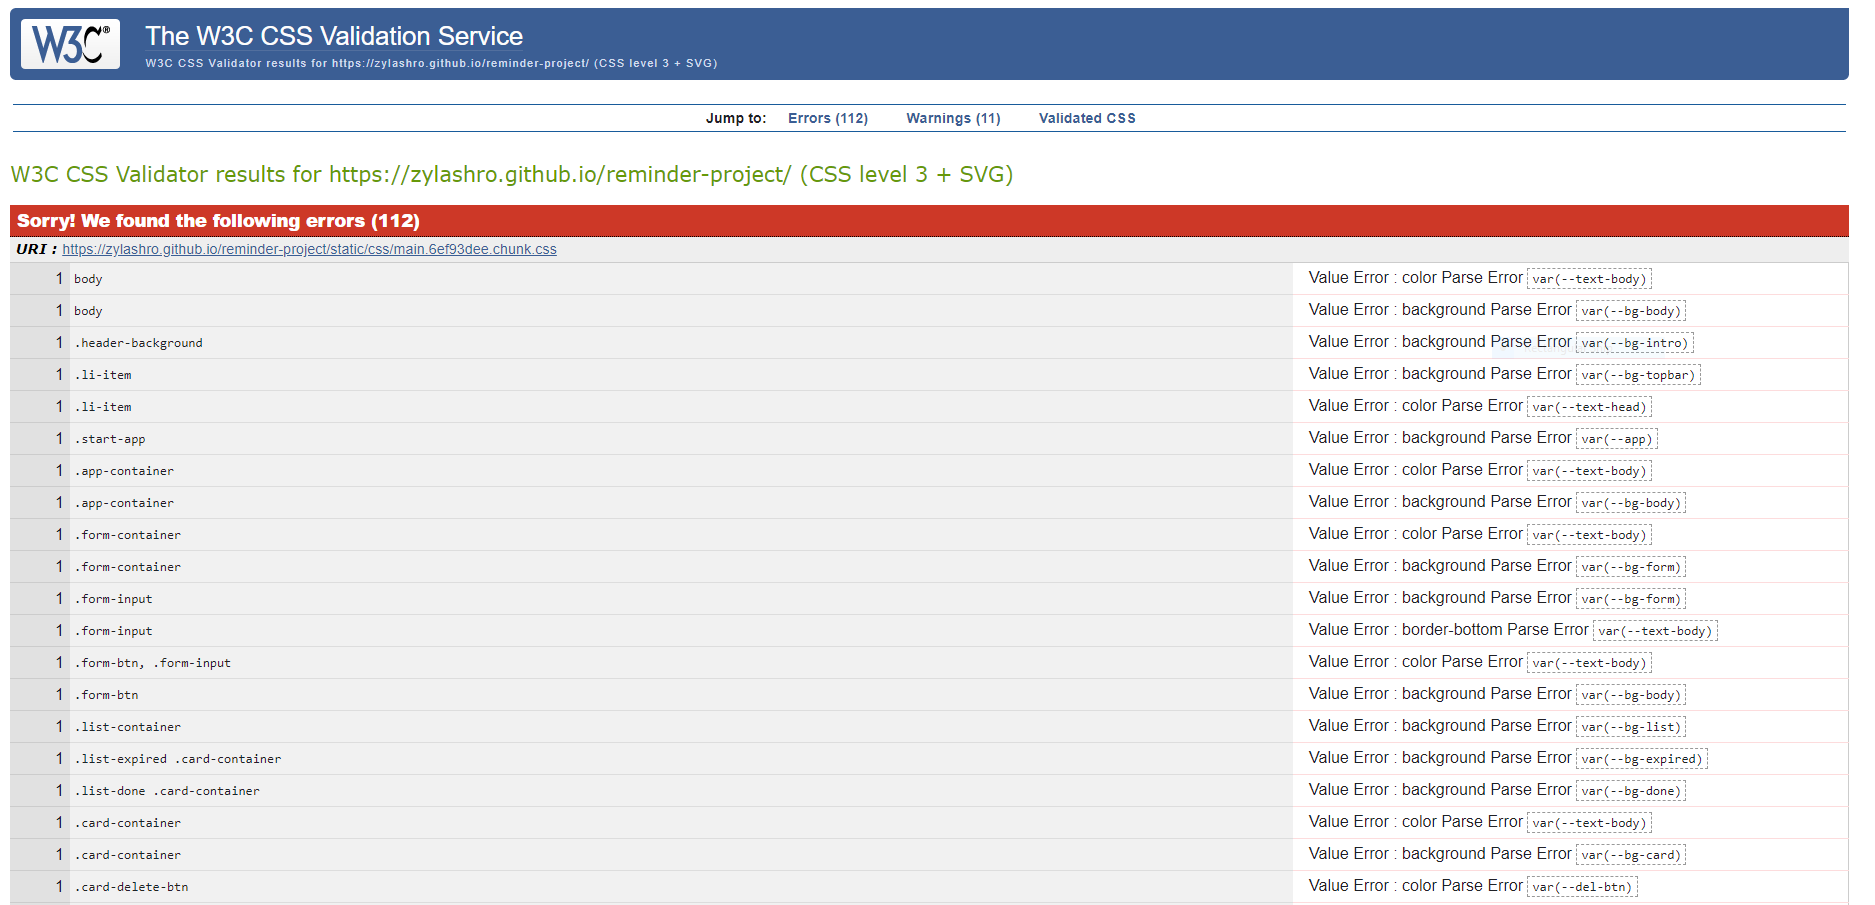 W3C®
The W3C CSS Validation Service
W3C CSS Validator results for https://zylashro.github.io/reminder-project/ (CSS level 3 + SVG)
Jump to: Errors (112) Warnings (11) Validated CSS
W3C CSS Validator results for https://zylashro.github.io/reminder-project/ (CSS level 3 + SVG)
Sorry! We found the following errors (112)
URI : https://zylashro.github.io/reminder-project/static/css/main.6ef93dee.chunk.css
1 body Value Error : color Parse Error var(--text-body)
1 body Value Error : background Parse Error var(--bg-body)
1 .header-background Value Error : background Parse Error var(--bg-intro)
1 .li-item Value Error : background Parse Error var(--bg-topbar)
1 .li-item Value Error : color Parse Error var(--text-head)
1 .start-app Value Error : background Parse Error var(--app)
1 .app-container Value Error : color Parse Error var(--text-body)
1 .app-container Value Error : background Parse Error var(--bg-body)
1 .form-container Value Error : color Parse Error var(--text-body)
1 .form-container Value Error : background Parse Error var(--bg-form)
1 .form-input Value Error : background Parse Error var(--bg-form)
1 .form-input Value Error : border-bottom Parse Error var(--text-body)
1 .form-btn, .form-input Value Error : color Parse Error var(--text-body)
1 .form-btn Value Error : background Parse Error var(--bg-body)
1 .list-container Value Error : background Parse Error var(--bg-list)
1 .list-expired .card-container Value Error : background Parse Error var(--bg-expired)
1 .list-done .card-container Value Error : background Parse Error var(--bg-done)
1 .card-container Value Error : color Parse Error var(--text-body)
1 .card-container Value Error : background Parse Error var(--bg-card)
1 .card-delete-btn Value Error : color Parse Error var(--del-btn)